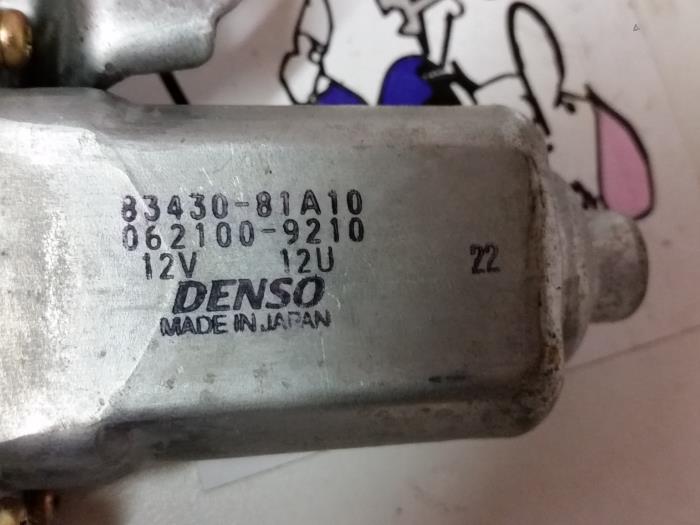 83430-81A10
062100-9210
12V 12U 22
DENSO
MADE IN JAPAN